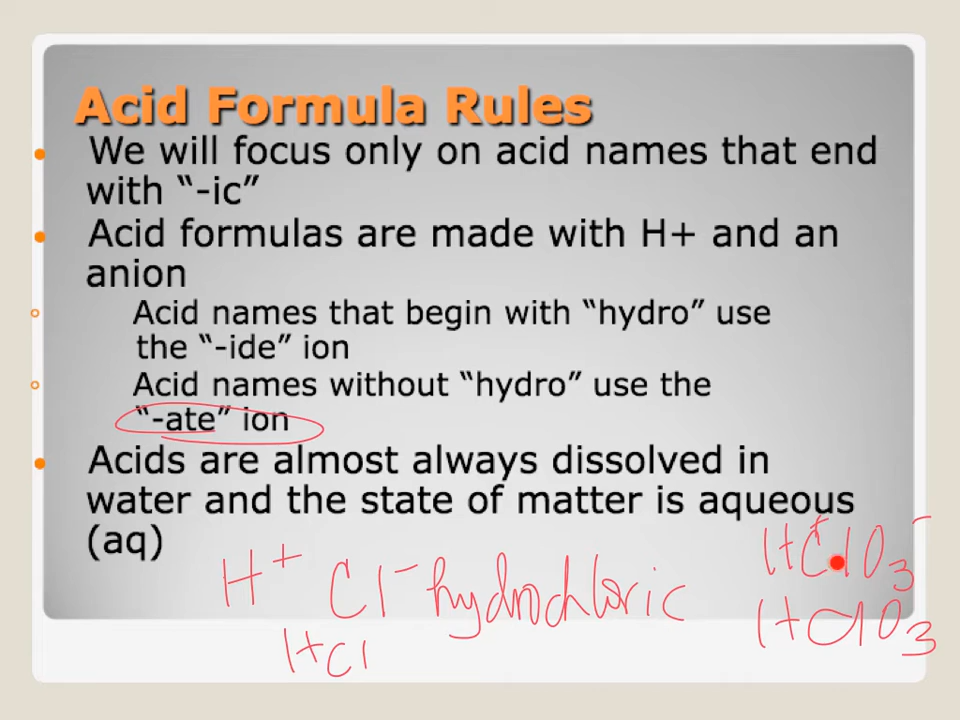 Acid Formula Rules
We will focus only on acid names that end
with “-ic”
Acid formulas are made with H+ and an
anion
Acid names that begin with “hydro” use
the “-ide” ion
Acid names without “hydro” use the
“-ate” ion
Acids are almost always dissolved in
water and the state of matter is aqueous
(aq)
H+ Cl- hydrochloric
HCl
H+ClO3-
HClO3